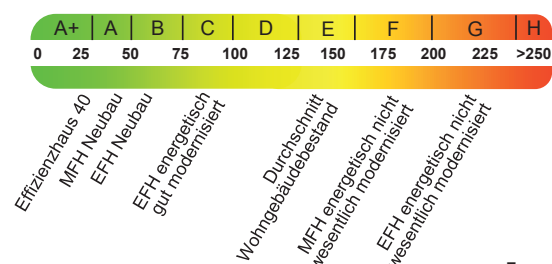 A+ A B C D E F G H
0 25 50 75 100 125 150 175 200 225 >250
Effizienzhaus 40
MFH Neubau
EFH Neubau
EFH energetisch
gut modernisiert
Durchschnitt
Wohngebäudebestand
MFH energetisch nicht
wesentlich modernisiert
EFH energetisch nicht
wesentlich modernisiert